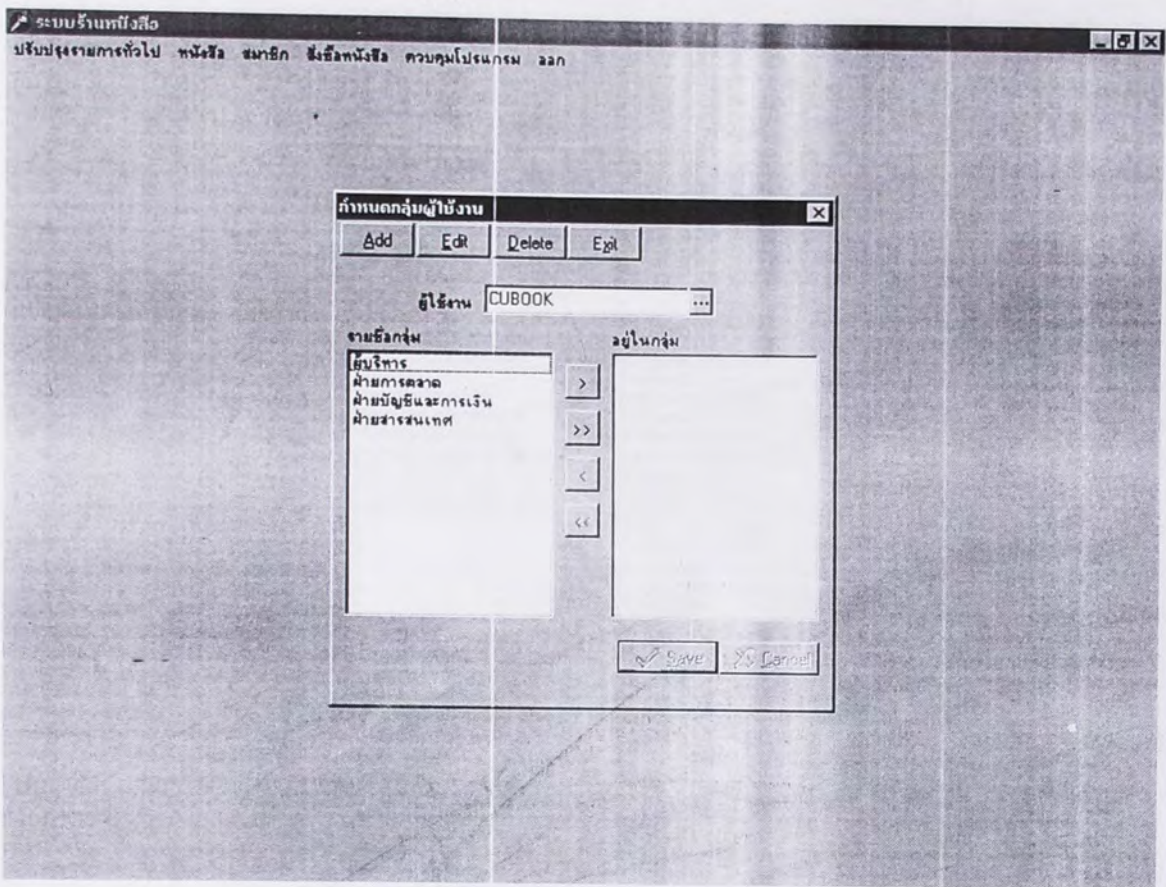 ระบบร้านหนังสือ
ปรับปรุงรายการทั่วไป หนังสือ สมาชิก สั่งซื้อหนังสือ ควบคุมโปรแกรม ออก
กำหนดกลุ่มผู้ใช้งาน
Add Edit Delete Exit
ผู้ใช้งาน CUBOOK ...
รายชื่อกลุ่ม อยู่ในกลุ่ม
ผู้บริหาร
ฝ่ายการตลาด
ฝ่ายบัญชีและการเงิน
ฝ่ายสารสนเทศ
>
>>
<
<<
Save Cancel